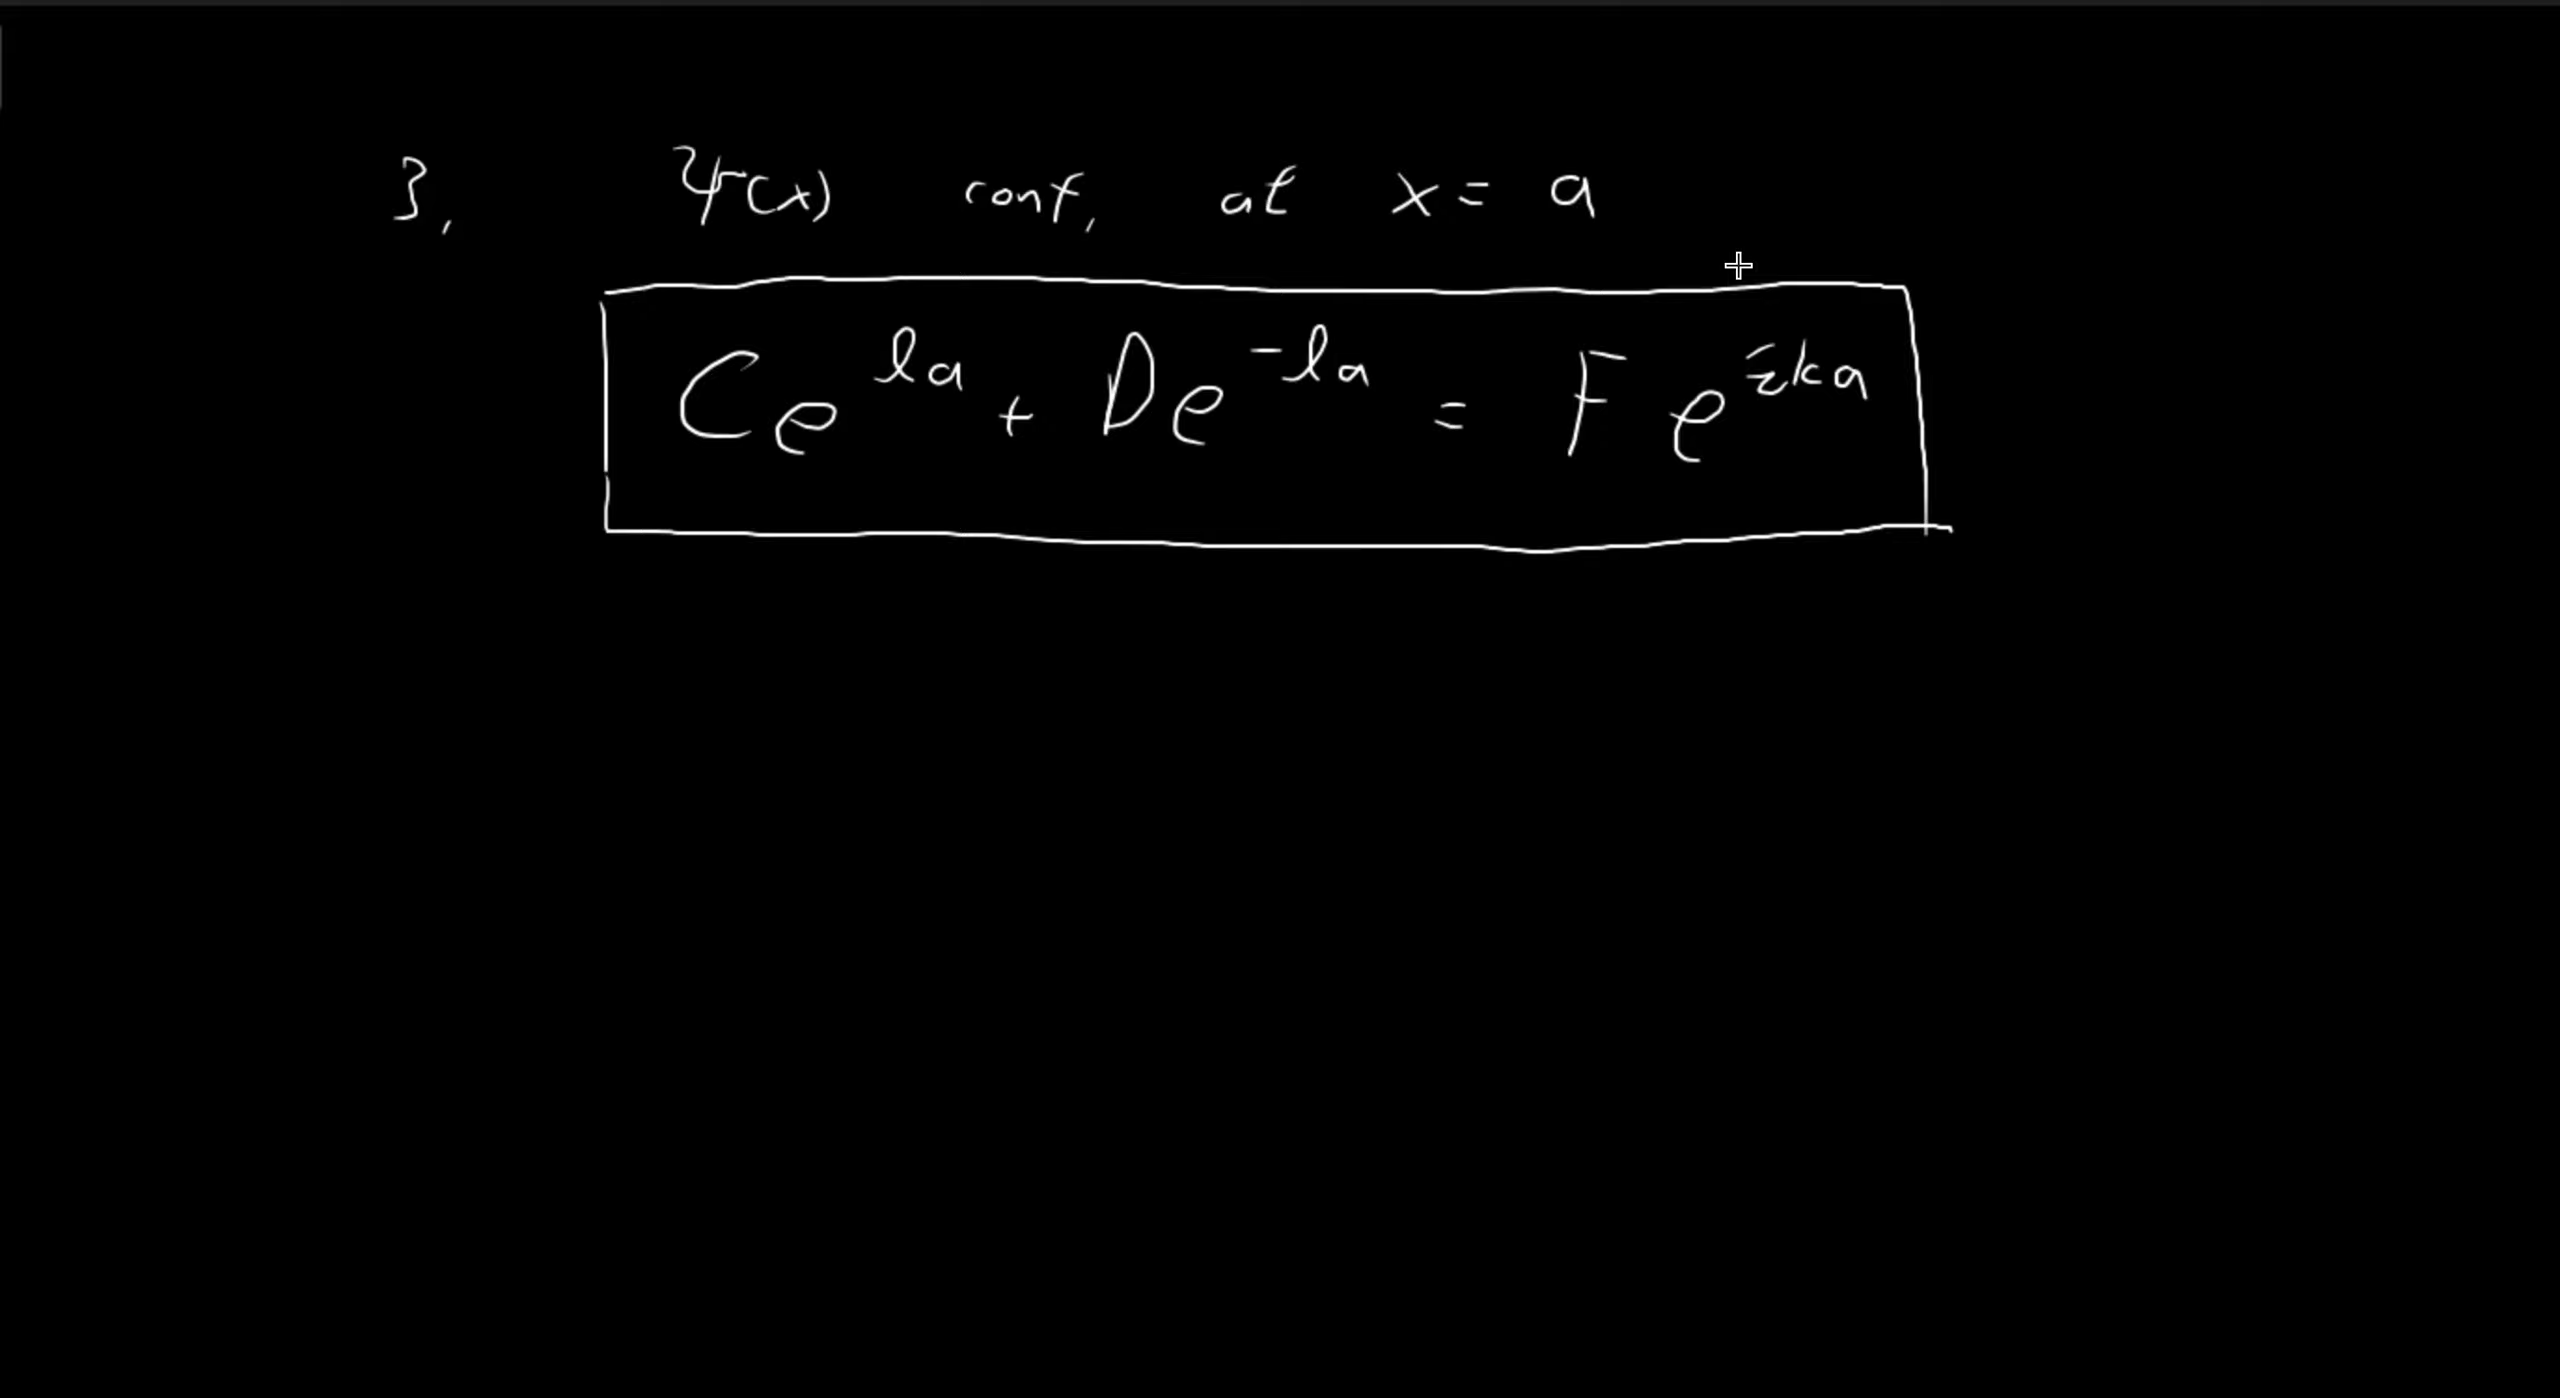 3, ψ(x) cont, at x = a
Ce^{la} + De^{-la} = Fe^{ika}